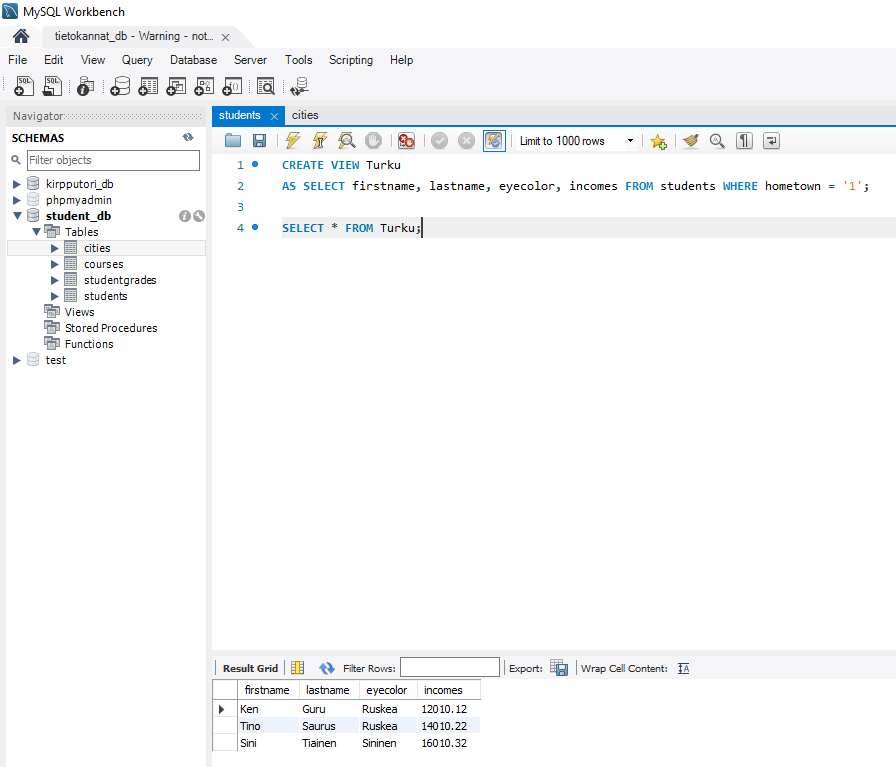 MySQL Workbench
tietokannat_db - Warning - not...
File Edit View Query Database Server Tools Scripting Help
Navigator
students cities
SCHEMAS
Limit to 1000 rows
Filter objects
kirpputori_db
phpmyadmin
student_db
Tables
cities
courses
studentgrades
students
Views
Stored Procedures
Functions
test
1 CREATE VIEW Turku
2 AS SELECT firstname, lastname, eyecolor, incomes FROM students WHERE hometown = '1';
3
4 SELECT * FROM Turku;
Result Grid Filter Rows: Export: Wrap Cell Content:
firstname lastname eyecolor incomes
Ken Guru Ruskea 12010.12
Tino Saurus Ruskea 14010.22
Sini Tiainen Sininen 16010.32